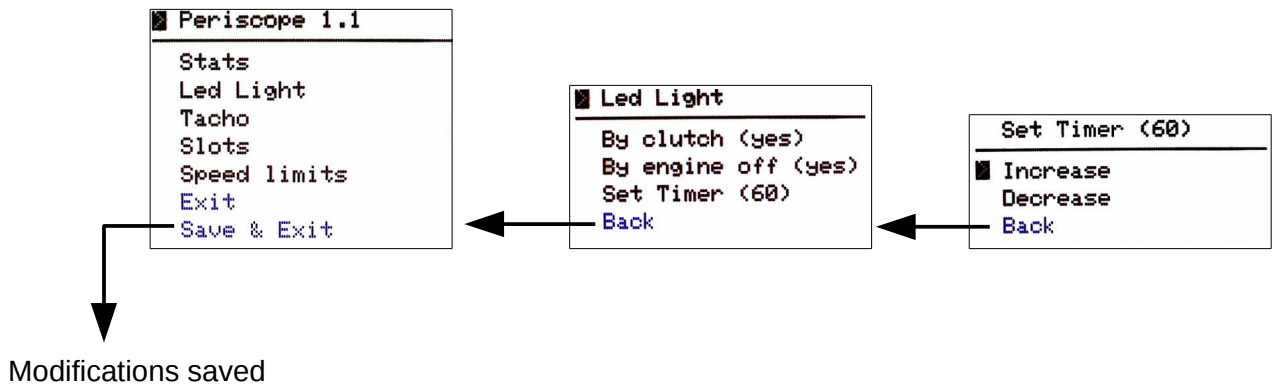 Periscope 1.1
Stats
Led Light
Tacho
Slots
Speed limits
Exit
Save & Exit
Led Light
By clutch (yes)
By engine off (yes)
Set Timer (60)
Back
Set Timer (60)
Increase
Decrease
Back
Modifications saved